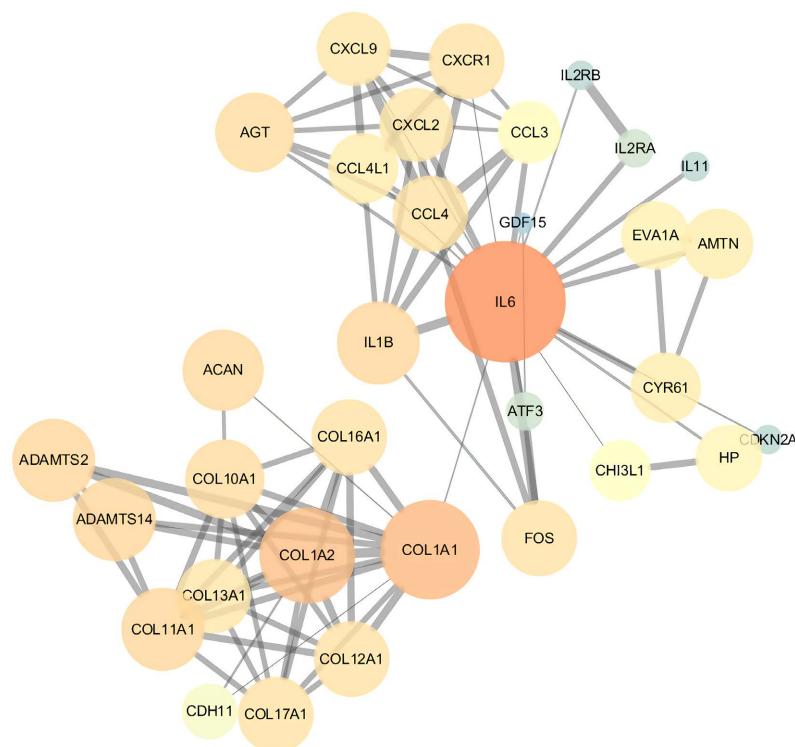 CXCL9
CXCR1
IL2RB
AGT
CXCL2
CCL3
IL2RA
CCL4L1
IL11
CCL4
GDF15
EVA1A
AMTN
IL6
IL1B
ACAN
CYR61
ATF3
COL16A1
CDKN2A
ADAMTS2
HP
COL10A1
CHI3L1
ADAMTS14
FOS
COL1A2
COL1A1
COL13A1
COL11A1
COL12A1
CDH11
COL17A1